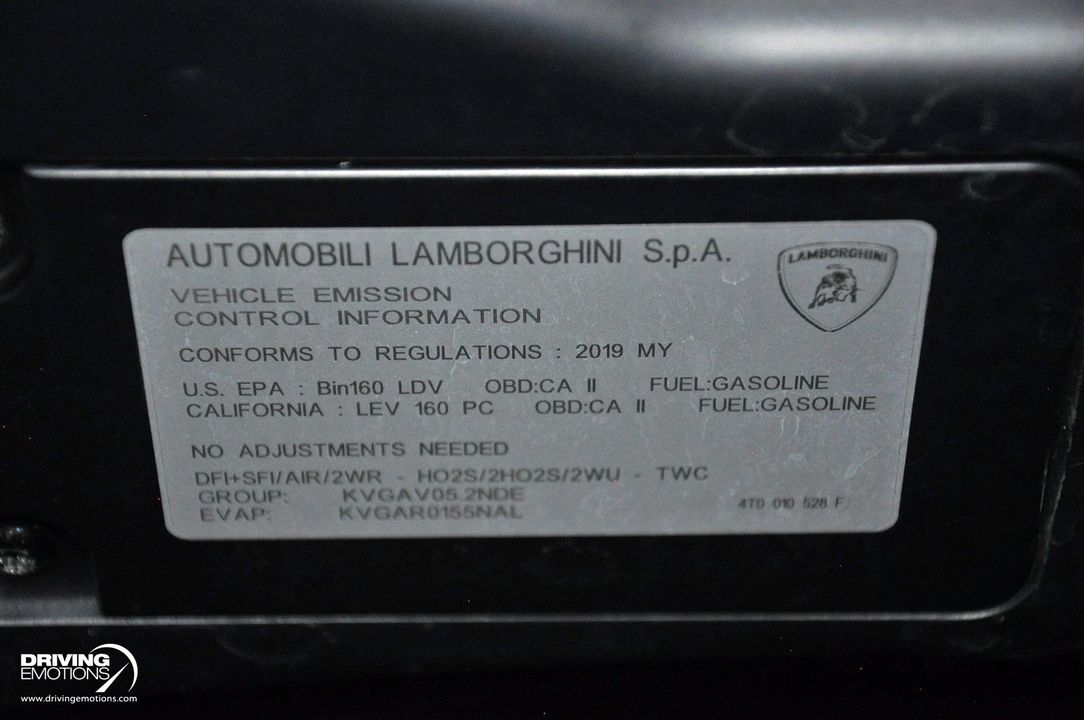 AUTOMOBILI LAMBORGHINI S.p.A.
LAMBORGHINI
VEHICLE EMISSION
CONTROL INFORMATION
CONFORMS TO REGULATIONS : 2019 MY
U.S. EPA : Bin160 LDV OBD:CA II FUEL:GASOLINE
CALIFORNIA : LEV 160 PC OBD:CA II FUEL:GASOLINE
NO ADJUSTMENTS NEEDED
DFI+SFI/AIR/2WR - HO2S/2HO2S/2WU - TWC
GROUP: KVGAV05.2NDE
EVAP: KVGAR0155NAL
4T0 010 528 F
DRIVING
EMOTIONS
www.drivingemotions.com